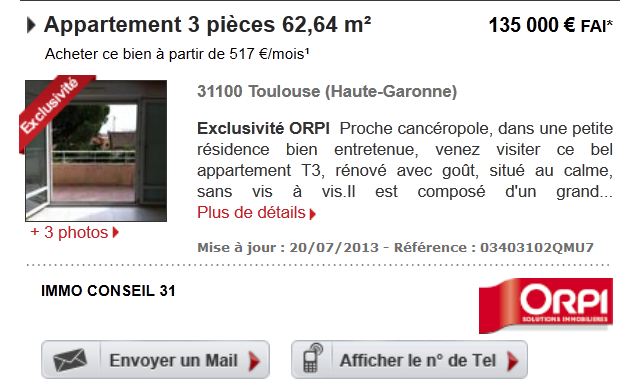 Appartement 3 pièces 62,64 m² 135 000 € FAI*
Acheter ce bien à partir de 517 €/mois¹
Exclusivité
31100 Toulouse (Haute-Garonne)
Exclusivité ORPI Proche cancéropole, dans une petite
résidence bien entretenue, venez visiter ce bel
appartement T3, rénové avec goût, situé au calme,
sans vis à vis.Il est composé d'un grand...
Plus de détails
+ 3 photos
Mise à jour : 20/07/2013 - Référence : 03403102QMU7
IMMO CONSEIL 31
ORPI
SOLUTIONS IMMOBILIERES
Envoyer un Mail
Afficher le n° de Tel